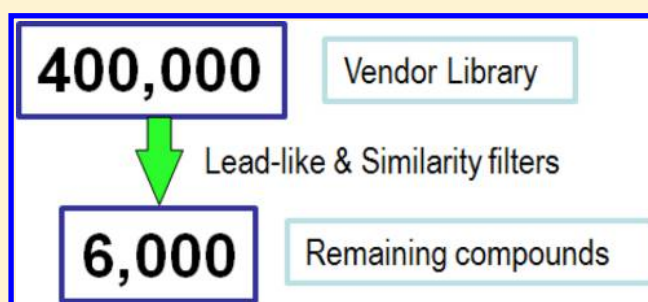 400,000
Vendor Library
Lead-like & Similarity filters
6,000
Remaining compounds